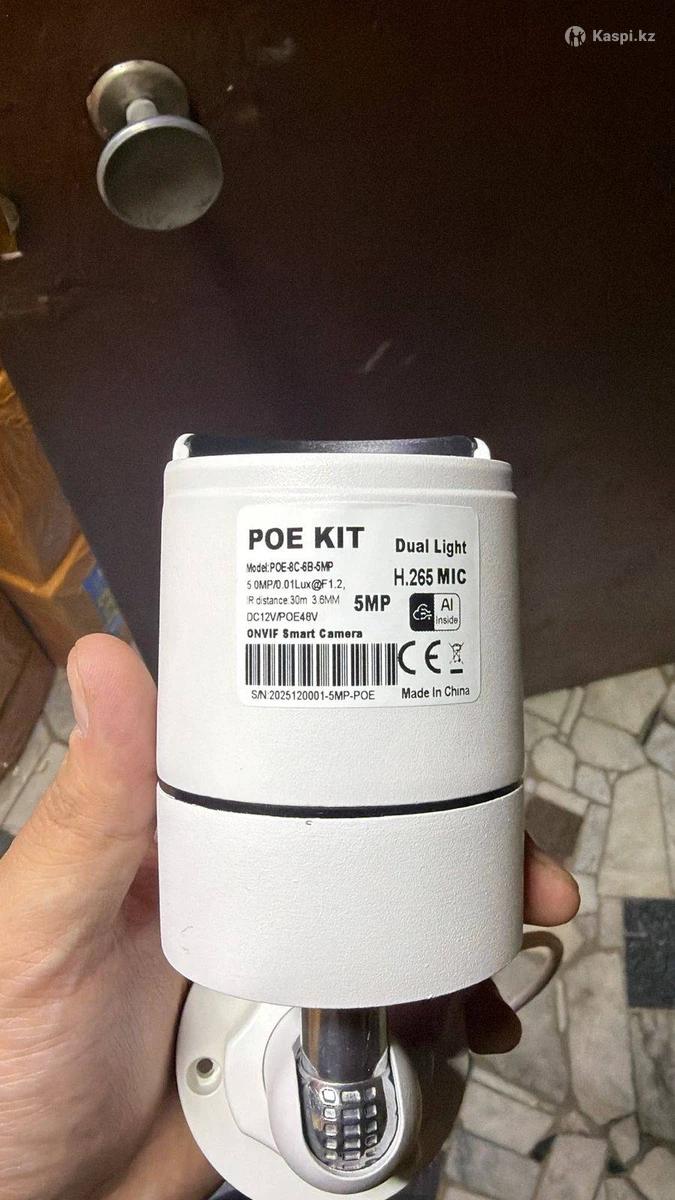 Kaspi.kz
POE KIT
Dual Light
Model:POE-8C-6B-5MP
H.265 MIC
5.0MP/0.01Lux@F1.2,
IR distance:30m 3.6MM
5MP
AI
Inside
DC12V/POE48V
ONVIF Smart Camera
CE
S/N:2025120001-5MP-POE
Made In China